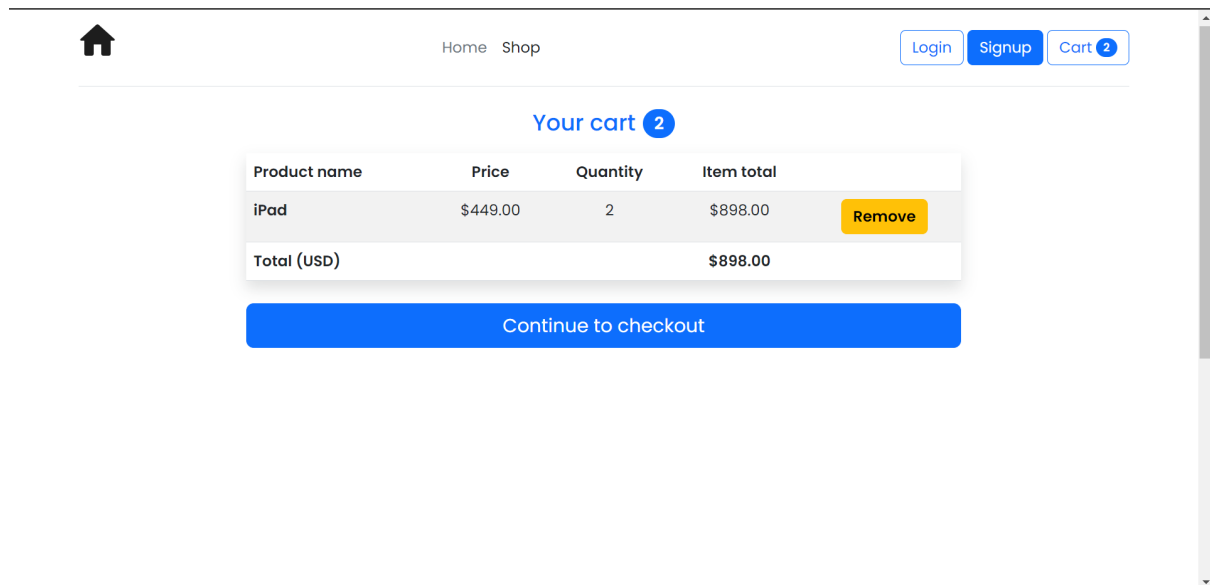 Home Shop Login Signup Cart 2
Your cart 2
Product name Price Quantity Item total
iPad $449.00 2 $898.00 Remove
Total (USD) $898.00
Continue to checkout